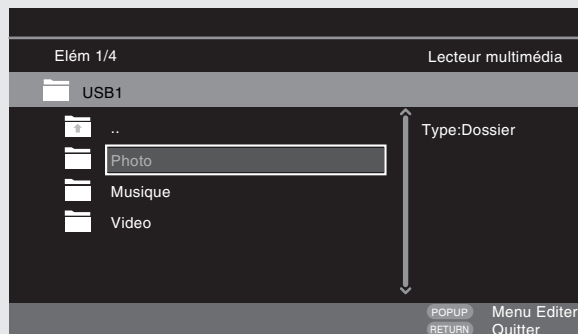 Elém 1/4 Lecteur multimédia
USB1
.. Type:Dossier
Photo
Musique
Video
POPUP Menu Editer
RETURN Quitter